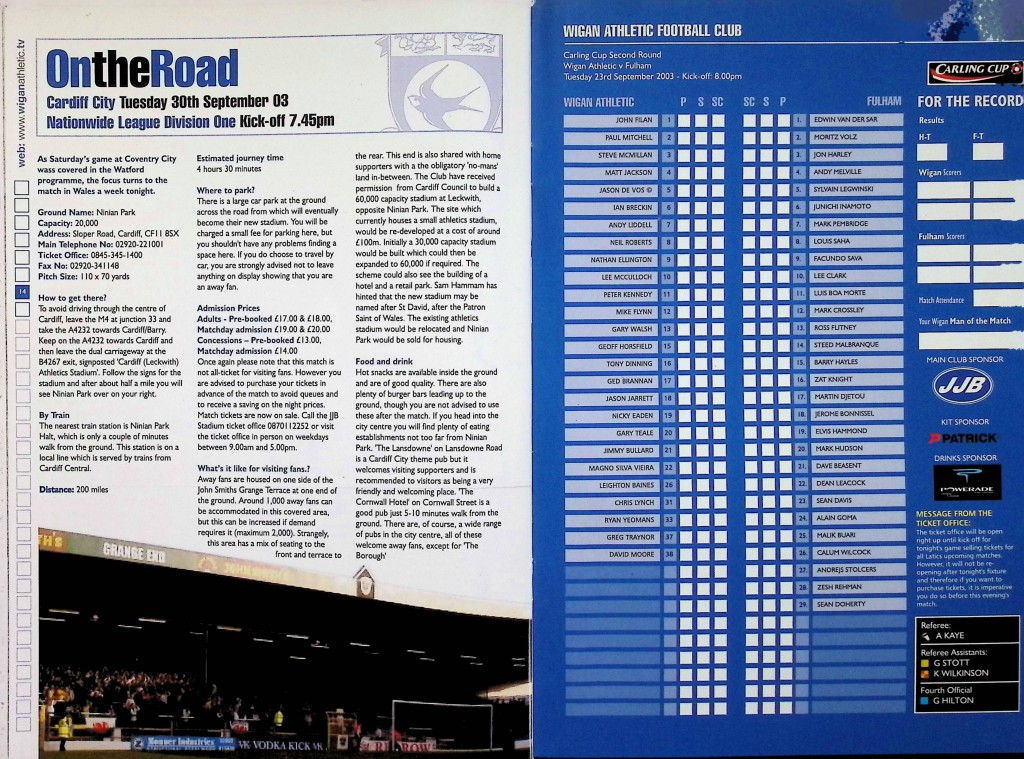 web: www.wiganathletic.tv
14
OntheRoad
Cardiff City Tuesday 30th September 03
Nationwide League Division One Kick-off 7.45pm
As Saturday's game at Coventry City
wass covered in the Watford
programme, the focus turns to the
match in Wales a week tonight.
Ground Name: Ninian Park
Capacity: 20,000
Address: Sloper Road, Cardiff, CF11 8SX
Main Telephone No: 02920-221001
Ticket Office: 0845-345-1400
Fax No: 02920-341148
Pitch Size: 110 x 70 yards
How to get there?
To avoid driving through the centre of
Cardiff, leave the M4 at junction 33 and
take the A4232 towards Cardiff/Barry.
Keep on the A4232 towards Cardiff and
then leave the dual carriageway at the
B4267 exit, signposted 'Cardiff (Leckwith)
Athletics Stadium'. Follow the signs for the
stadium and after about half a mile you will
see Ninian Park over on your right.
By Train
The nearest train station is Ninian Park
Halt, which is only a couple of minutes
walk from the ground. This station is on a
local line which is served by trains from
Cardiff Central.
Distance: 200 miles
Estimated journey time
4 hours 30 minutes
Where to park?
There is a large car park at the ground
across the road from which will eventually
become their new stadium. You will be
charged a small fee for parking here, but
you shouldn't have any problems finding a
space here. If you do choose to travel by
car, you are strongly advised not to leave
anything on display showing that you are
an away fan.
Admission Prices
Adults - Pre-booked £17.00 & £18,00,
Matchday admission £19.00 & £20.00
Concessions – Pre-booked £13.00,
Matchday admission £14.00
Once again please note that this match is
not all-ticket for visiting fans. However you
are advised to purchase your tickets in
advance of the match to avoid queues and
to receive a saving on the night prices.
Match tickets are now on sale. Call the JJB
Stadium ticket office 0870112252 or visit
the ticket office in person on weekdays
between 9.00am and 5.00pm.
What's it like for visiting fans.?
Away fans are housed on one side of the
John Smiths Grange Terrace at one end of
the ground. Around 1,000 away fans can
be accommodated in this covered area,
but this can be increased if demand
requires it (maximum 2,000). Strangely,
this area has a mix of seating to the
front and terrace to
the rear. This end is also shared with home
supporters with a the obligatory 'no-mans'
land in-between. The Club have received
permission from Cardiff Council to build a
60,000 capacity stadium at Leckwith,
opposite Ninian Park. The site which
currently houses a small athletics stadium,
would be re-developed at a cost of around
£100m. Initially a 30,000 capacity stadium
would be built which could then be
expanded to 60,000 if required. The
scheme could also see the building of a
hotel and a retail park. Sam Hammam has
hinted that the new stadium may be
named after St David, after the Patron
Saint of Wales. The existing athletics
stadium would be relocated and Ninian
Park would be sold for housing.
Food and drink
Hot snacks are available inside the ground
and are of good quality. There are also
plenty of burger bars leading up to the
ground, though you are not advised to use
these after the match. If you head into the
city centre you will find plenty of eating
establishments not too far from Ninian
Park. 'The Lansdowne' on Lansdowne Road
is a Cardiff City theme pub but it
welcomes visiting supporters and is
recommended to visitors as being a very
friendly and welcoming place. 'The
Cornwall Hotel' on Cornwall Street is a
good pub just 5-10 minutes walk from the
ground. There are, of course, a wide range
of pubs in the city centre, all of these
welcome away fans, except for 'The
Borough'
TH'S
GRANGE END
Monner Industries
VK VODKA KICK VK
WIGAN ATHLETIC FOOTBALL CLUB
Carling Cup Second Round
Wigan Athletic v Fulham
Tuesday 23rd September 2003 - Kick-off: 8.00pm
WIGAN ATHLETIC P S SC SC S P FULHAM
JOHN FILAN 1 1. EDWIN VAN DER SAR
PAUL MITCHELL 2 2. MORITZ VOLZ
STEVE MCMILLAN 3 3. JON HARLEY
MATT JACKSON 4 4. ANDY MELVILLE
JASON DE VOS © 5 5. SYLVAIN LEGWINSKI
IAN BRECKIN 6 6. JUNICHI INAMOTO
ANDY LIDDELL 7 7. MARK PEMBRIDGE
NEIL ROBERTS 8 8. LOUIS SAHA
NATHAN ELLINGTON 9 9. FACUNDO SAVA
LEE MCCULLOCH 10 10. LEE CLARK
PETER KENNEDY 11 11. LUIS BOA MORTE
MIKE FLYNN 12 12. MARK CROSSLEY
GARY WALSH 13 13. ROSS FLITNEY
GEOFF HORSFIELD 15 14. STEED MALBRANQUE
TONY DINNING 16 15. BARRY HAYLES
GED BRANNAN 17 16. ZAT KNIGHT
JASON JARRETT 18 17. MARTIN DJETOU
NICKY EADEN 19 18. JEROME BONNISSEL
GARY TEALE 20 19. ELVIS HAMMOND
JIMMY BULLARD 21 20. MARK HUDSON
MAGNO SILVA VIEIRA 22 21. DAVE BEASENT
LEIGHTON BAINES 26 22. DEAN LEACOCK
CHRIS LYNCH 31 23. SEAN DAVIS
RYAN YEOMANS 33 24. ALAIN GOMA
GREG TRAYNOR 37 25. MALIK BUARI
DAVID MOORE 38 26. CALUM WILCOCK
27. ANDREJS STOLCERS
28. ZESH REHMAN
29. SEAN DOHERTY
CARLING CUP
FOR THE RECORD
Results
H-T F-T
Wigan Scorers
Fulham Scorers
Match Attendance
Your Wigan Man of the Match
MAIN CLUB SPONSOR
JJB
KIT SPONSOR
PATRICK
DRINKS SPONSOR
POWERADE
MESSAGE FROM THE
TICKET OFFICE:
The ticket office will be open
right up until kick off for
tonight's game selling tickets for
all Latics upcoming matches.
However, it will not be re-
opening after tonight's fixture
and therefore if you want to
purchase tickets, it is imperative
you do so before this evening's
match.
Referee:
A KAYE
Referee Assistants:
G STOTT
K WILKINSON
Fourth Official
G HILTON